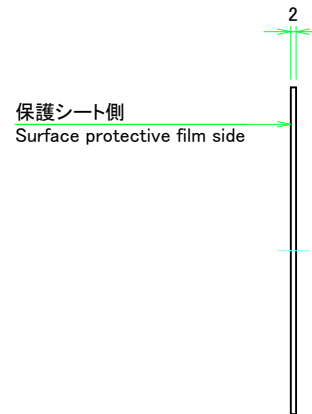 2
保護シート側
Surface protective film side